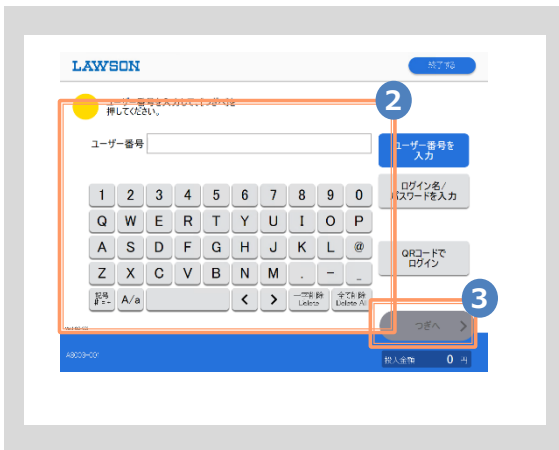 LAWSON
終了する
2
ユーザー番号を入力して、[つぎへ]を
押してください。
ユーザー番号
ユーザー番号を
入力
ログイン名/
パスワードを入力
QRコードで
ログイン
1 2 3 4 5 6 7 8 9 0
Q W E R T Y U I O P
A S D F G H J K L @
Z X C V B N M . - _
記号 A/a < > 一文字削除 全て削除
Delete Delete All
3
つぎへ >
投入金額 0 円